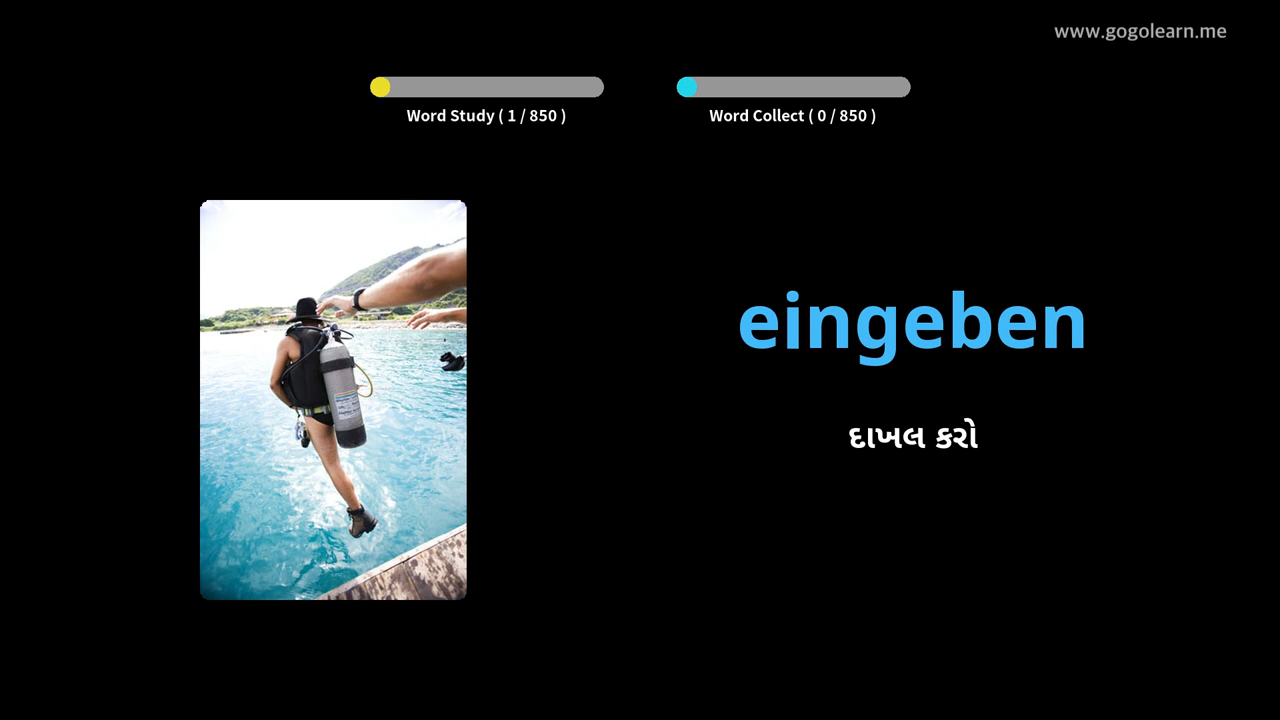 www.gogolearn.me
Word Study ( 1 / 850 )
Word Collect ( 0 / 850 )
eingeben
દાખલ કરો